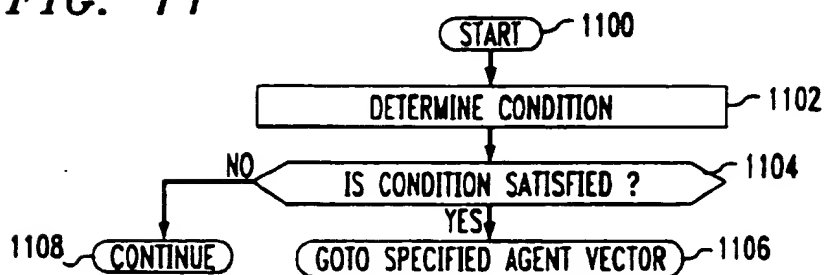 FIG. 11
START 1100
DETERMINE CONDITION 1102
IS CONDITION SATISFIED ? 1104
NO
YES
1108 CONTINUE
GOTO SPECIFIED AGENT VECTOR 1106